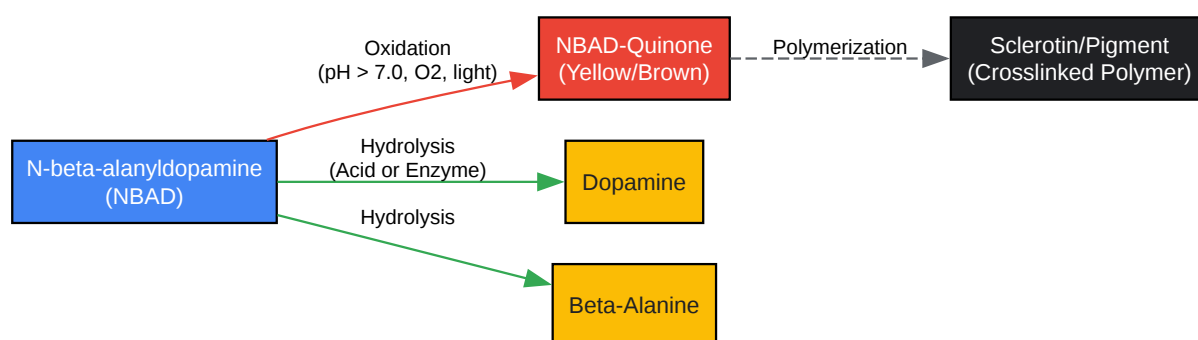 Oxidation
(pH > 7.0, O2, light)
NBAD-Quinone
(Yellow/Brown)
Polymerization
Sclerotin/Pigment
(Crosslinked Polymer)
N-beta-alanyldopamine
(NBAD)
Hydrolysis
(Acid or Enzyme)
Dopamine
Hydrolysis
Beta-Alanine